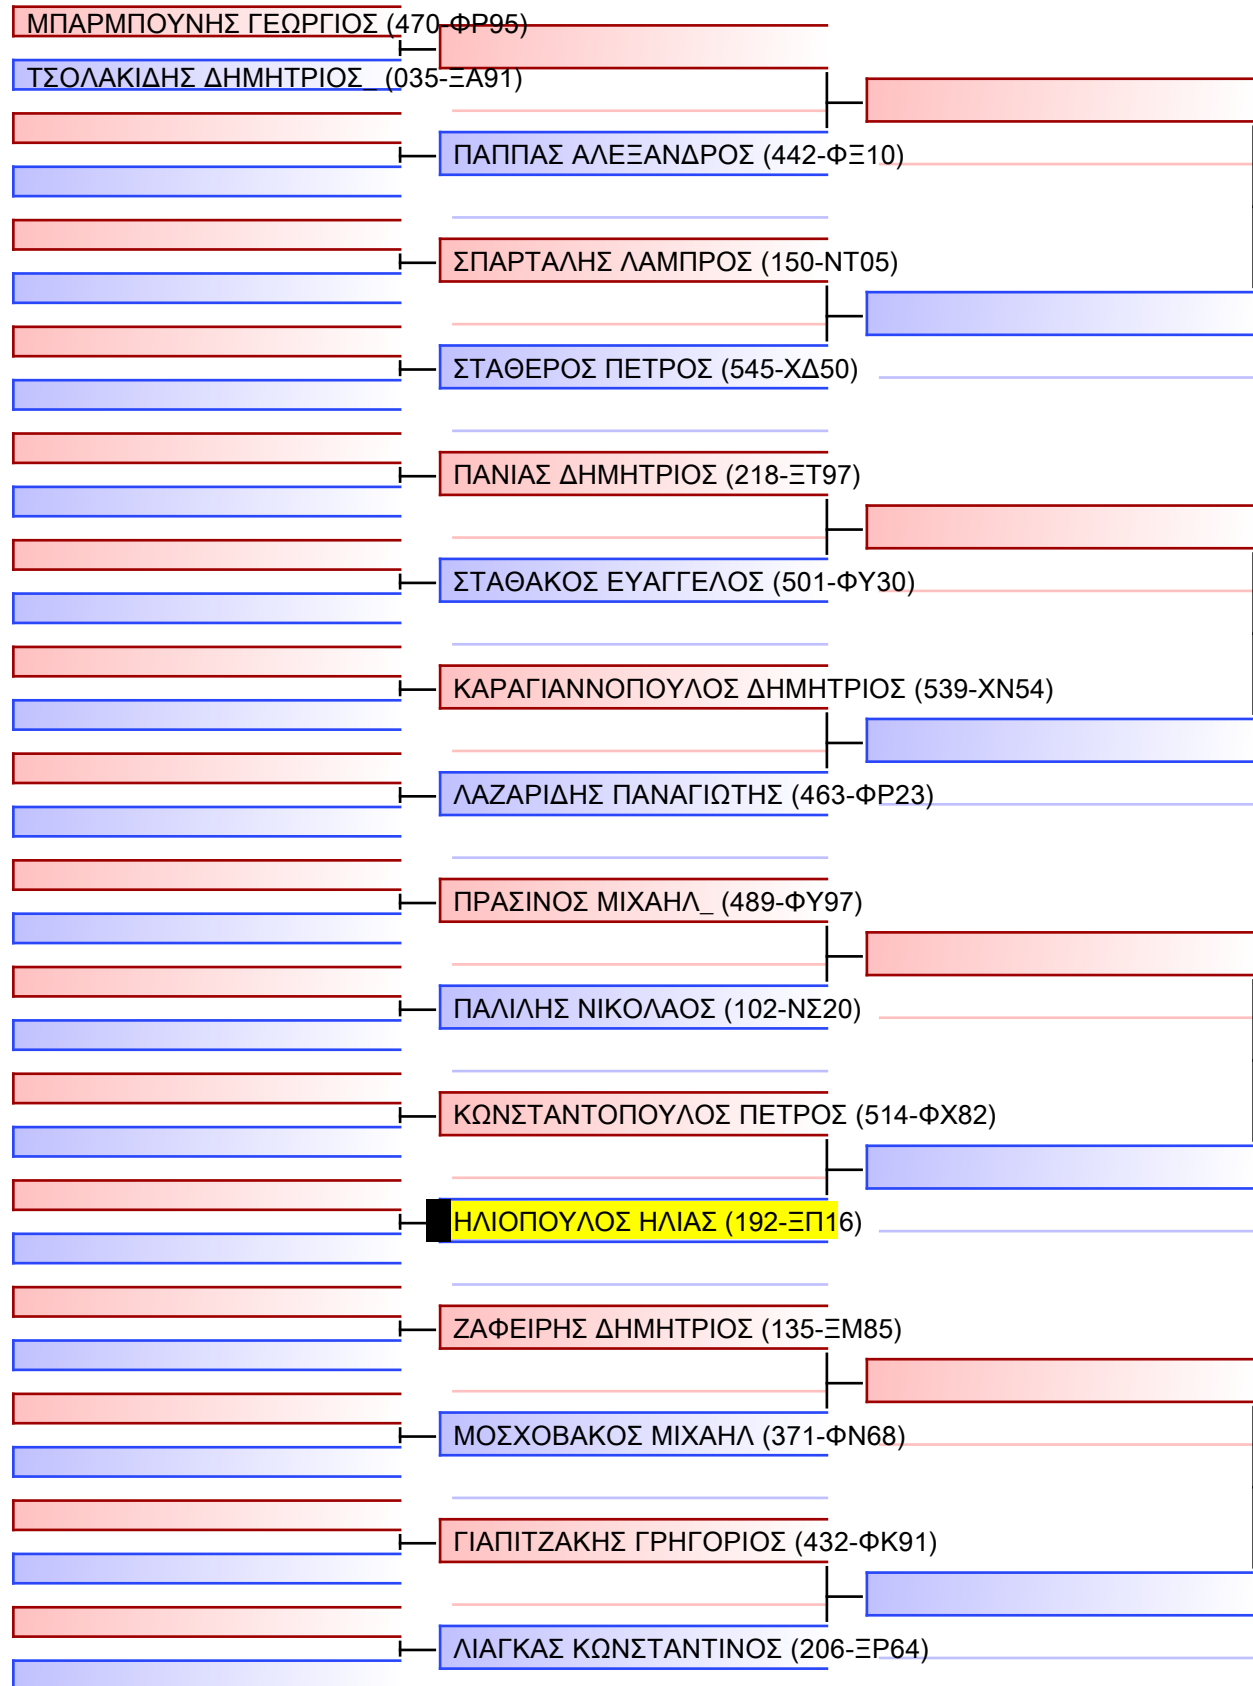 ΜΠΑΡΜΠΟΥΝΗΣ ΓΕΩΡΓΙΟΣ (470-ΦΡ95)
ΤΣΟΛΑΚΙΔΗΣ ΔΗΜΗΤΡΙΟΣ_ (035-ΞΑ91)
ΠΑΠΠΑΣ ΑΛΕΞΑΝΔΡΟΣ (442-ΦΞ10)
ΣΠΑΡΤΑΛΗΣ ΛΑΜΠΡΟΣ (150-ΝΤ05)
ΣΤΑΘΕΡΟΣ ΠΕΤΡΟΣ (545-ΧΔ50)
ΠΑΝΙΑΣ ΔΗΜΗΤΡΙΟΣ (218-ΞΤ97)
ΣΤΑΘΑΚΟΣ ΕΥΑΓΓΕΛΟΣ (501-ΦΥ30)
ΚΑΡΑΓΙΑΝΝΟΠΟΥΛΟΣ ΔΗΜΗΤΡΙΟΣ (539-ΧΝ54)
ΛΑΖΑΡΙΔΗΣ ΠΑΝΑΓΙΩΤΗΣ (463-ΦΡ23)
ΠΡΑΣΙΝΟΣ ΜΙΧΑΗΛ_ (489-ΦΥ97)
ΠΑΛΙΛΗΣ ΝΙΚΟΛΑΟΣ (102-ΝΣ20)
ΚΩΝΣΤΑΝΤΟΠΟΥΛΟΣ ΠΕΤΡΟΣ (514-ΦΧ82)
ΗΛΙΟΠΟΥΛΟΣ ΗΛΙΑΣ (192-ΞΠ16)
ΖΑΦΕΙΡΗΣ ΔΗΜΗΤΡΙΟΣ (135-ΞΜ85)
ΜΟΣΧΟΒΑΚΟΣ ΜΙΧΑΗΛ (371-ΦΝ68)
ΓΙΑΠΙΤΖΑΚΗΣ ΓΡΗΓΟΡΙΟΣ (432-ΦΚ91)
ΛΙΑΓΚΑΣ ΚΩΝΣΤΑΝΤΙΝΟΣ (206-ΞΡ64)